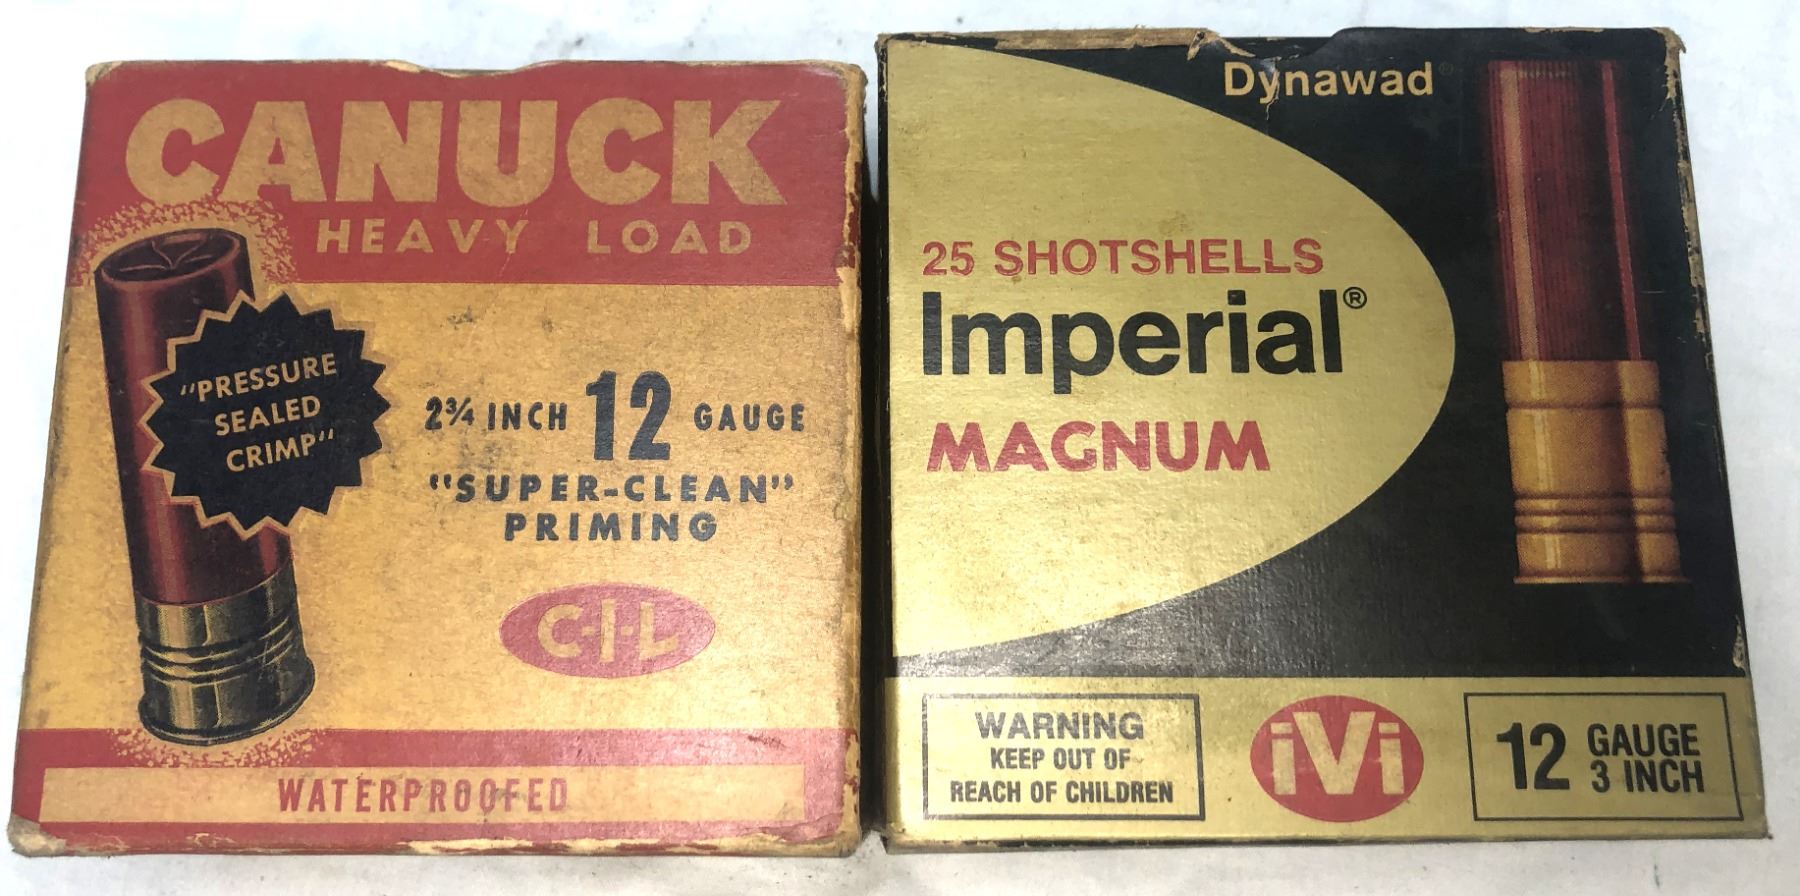 CANUCK
HEAVY LOAD
"PRESSURE
SEALED
CRIMP"
2¾ INCH 12 GAUGE
"SUPER-CLEAN"
PRIMING
C-I-L
WATERPROOFED
Dynawad®
25 SHOTSHELLS
Imperial®
MAGNUM
WARNING
KEEP OUT OF
REACH OF CHILDREN
iVi
12 GAUGE
3 INCH